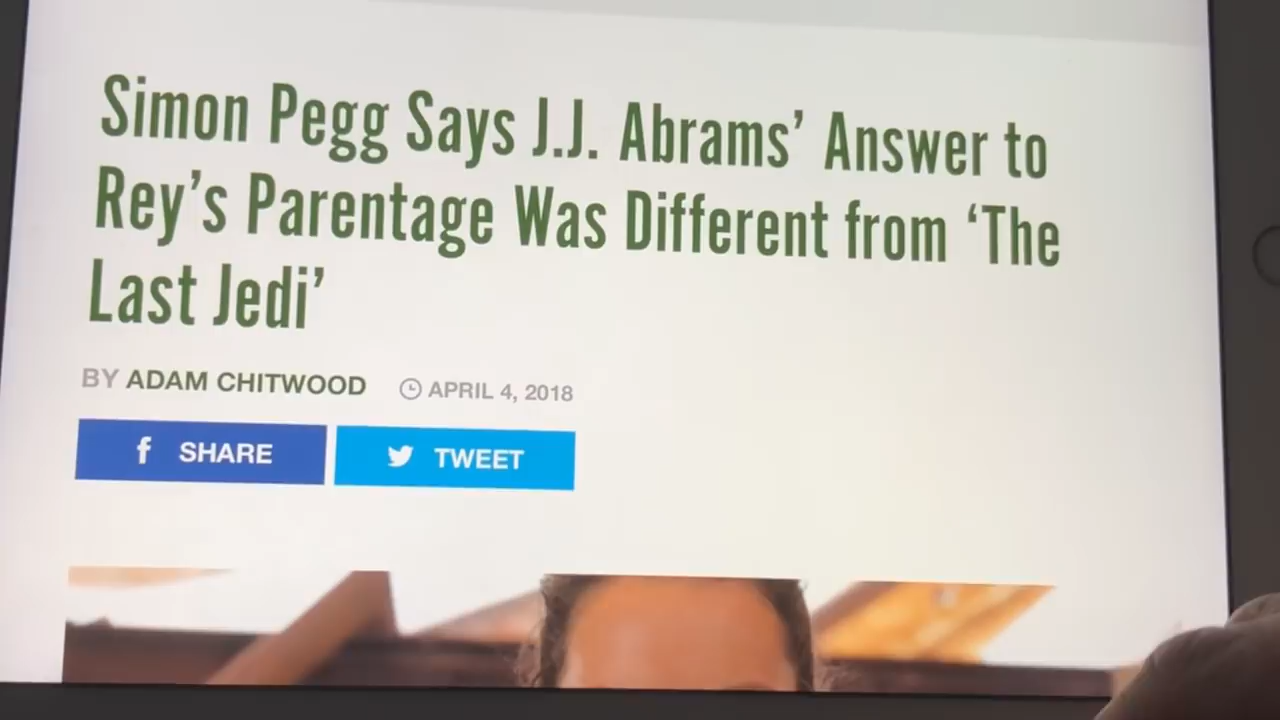 Simon Pegg Says J.J. Abrams’ Answer to
Rey’s Parentage Was Different from ‘The
Last Jedi’
BY ADAM CHITWOOD APRIL 4, 2018
SHARE TWEET